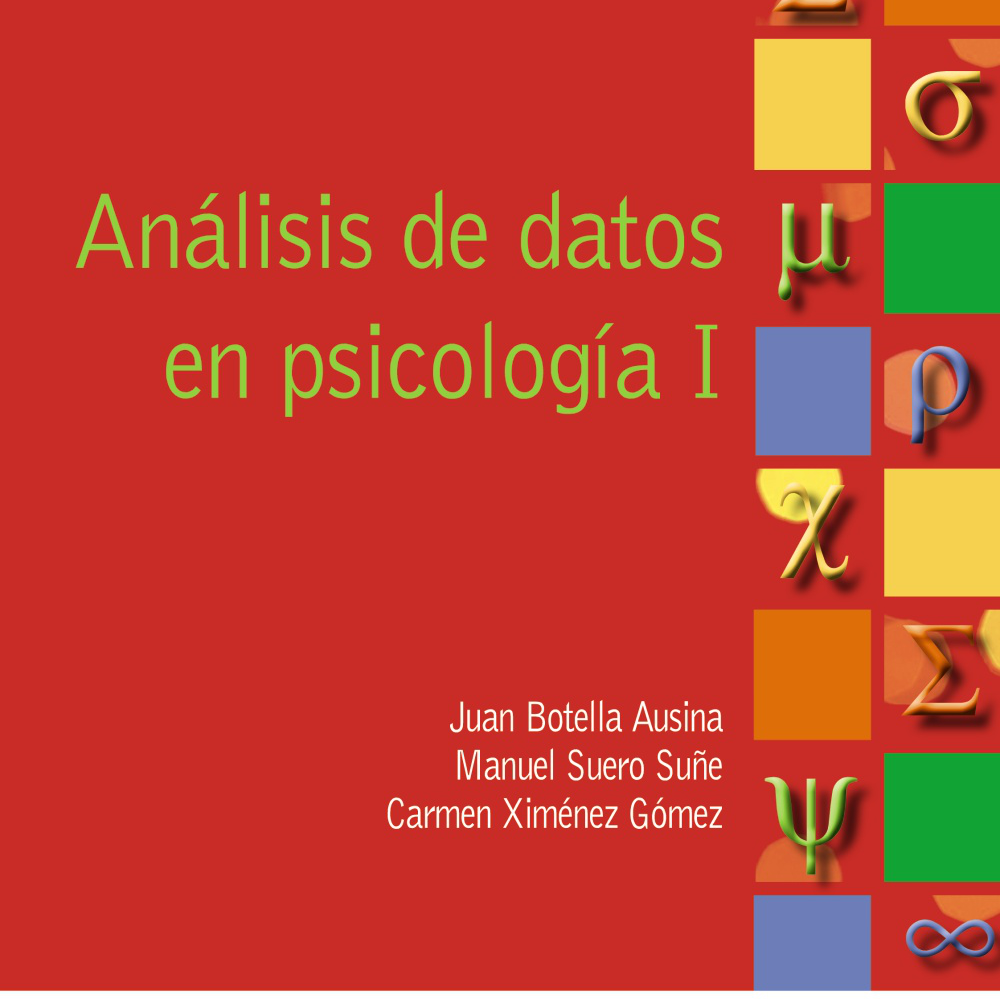 Análisis de datos
en psicología I
Juan Botella Ausina
Manuel Suero Suñe
Carmen Ximénez Gómez
Σ
σ
μ
ρ
χ
Σ
ψ
∞